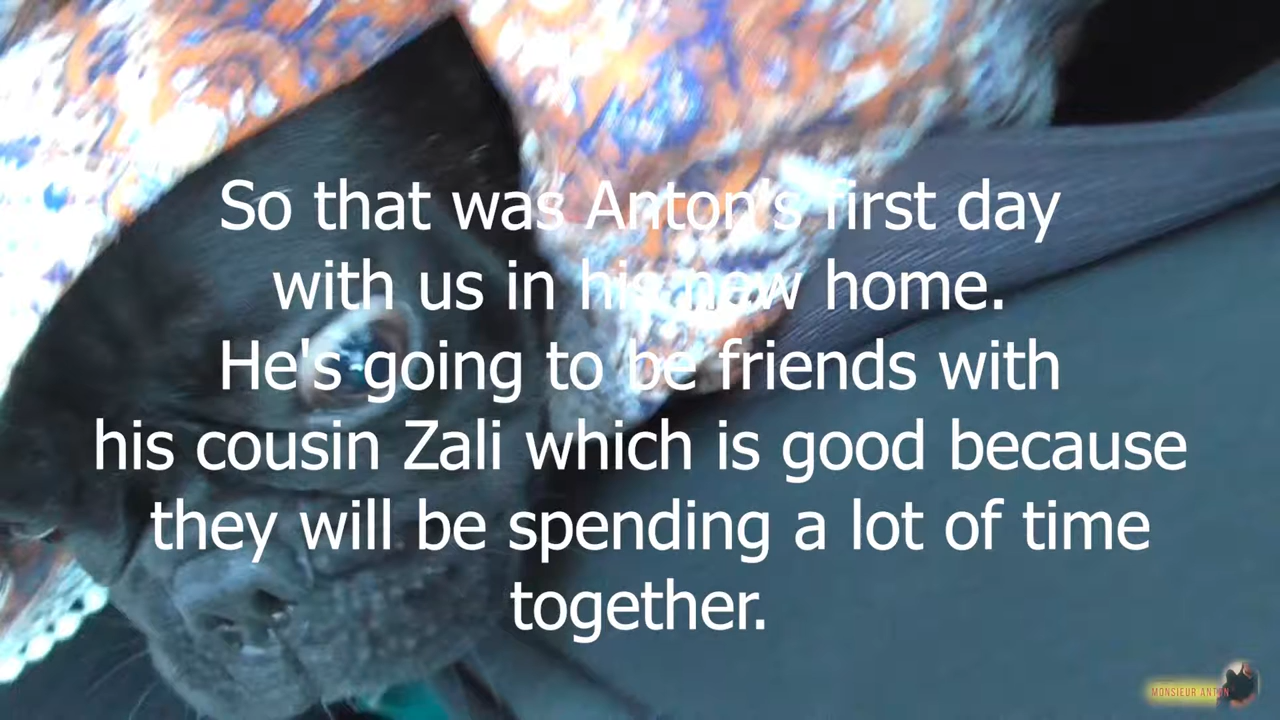 So that was Anton's first day
with us in his new home.
He's going to be friends with
his cousin Zali which is good because
they will be spending a lot of time
together.
MONSIEUR ANTON